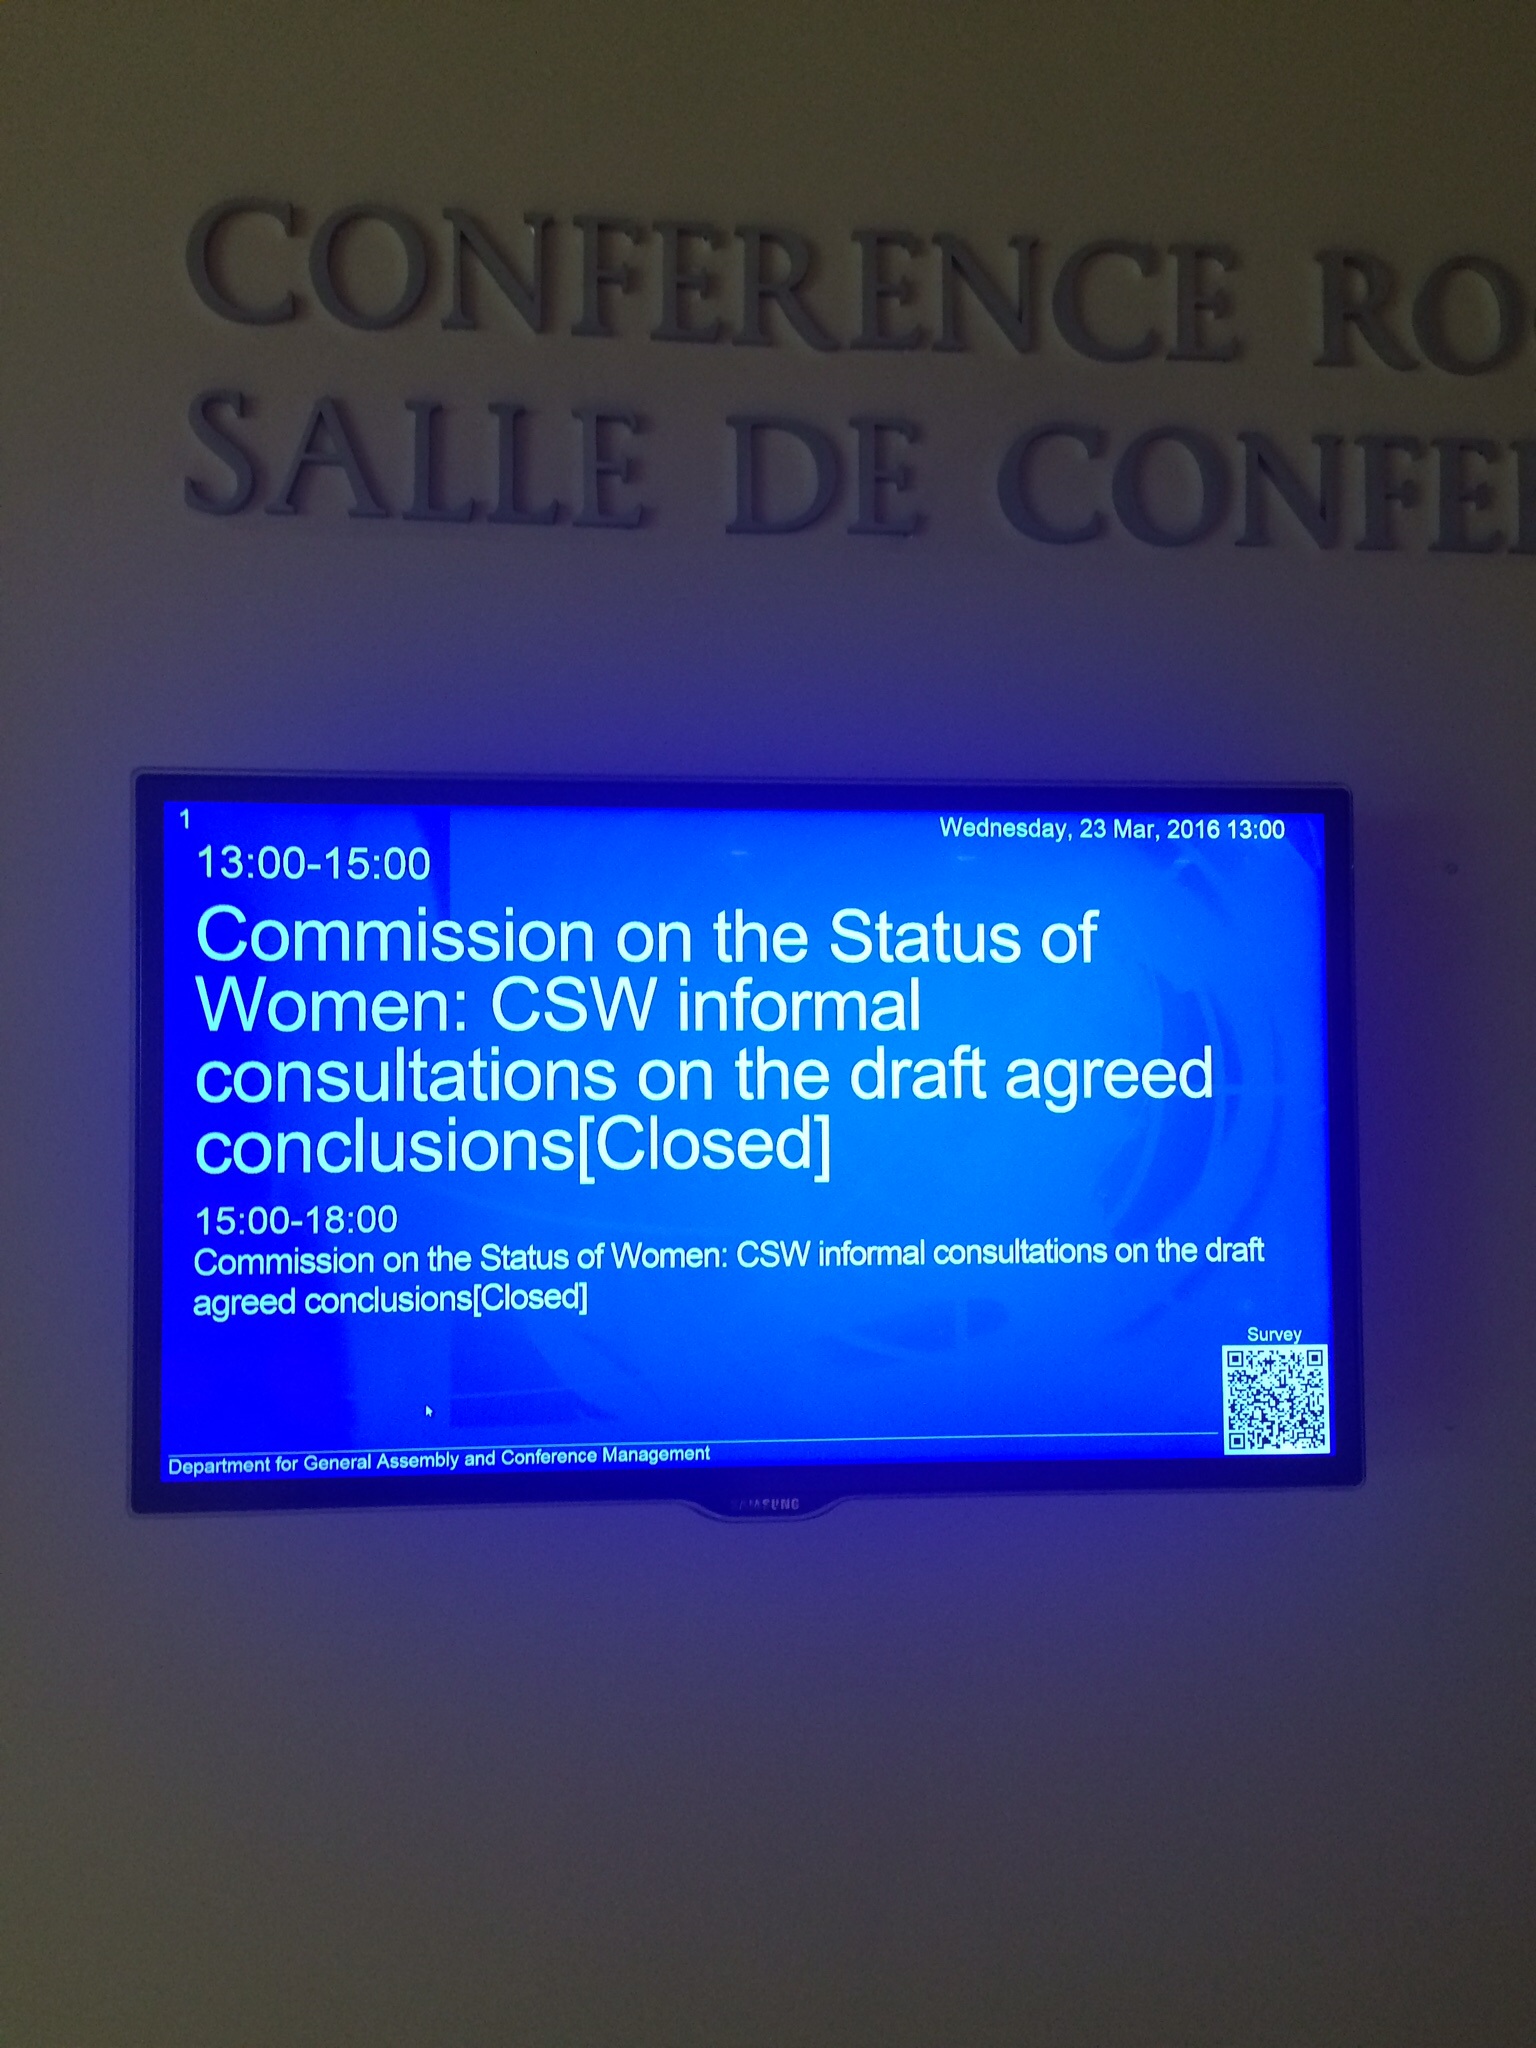 CONFERENCE RO
SALLE DE CONFER
1
Wednesday, 23 Mar, 2016 13:00
13:00-15:00
Commission on the Status of
Women: CSW informal
consultations on the draft agreed
conclusions[Closed]
15:00-18:00
Commission on the Status of Women: CSW informal consultations on the draft
agreed conclusions[Closed]
Survey
Department for General Assembly and Conference Management
SAMSUNG